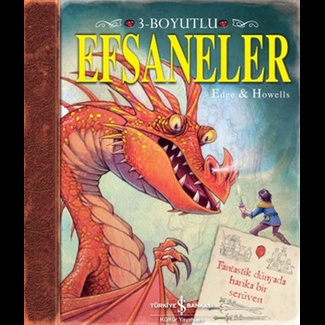 3-BOYUTLU
EFSANELER
Edge & Howells
Fantastik dünyada
harika bir
serüven
TÜRKİYE İŞ BANKASI
Kültür Yayınları